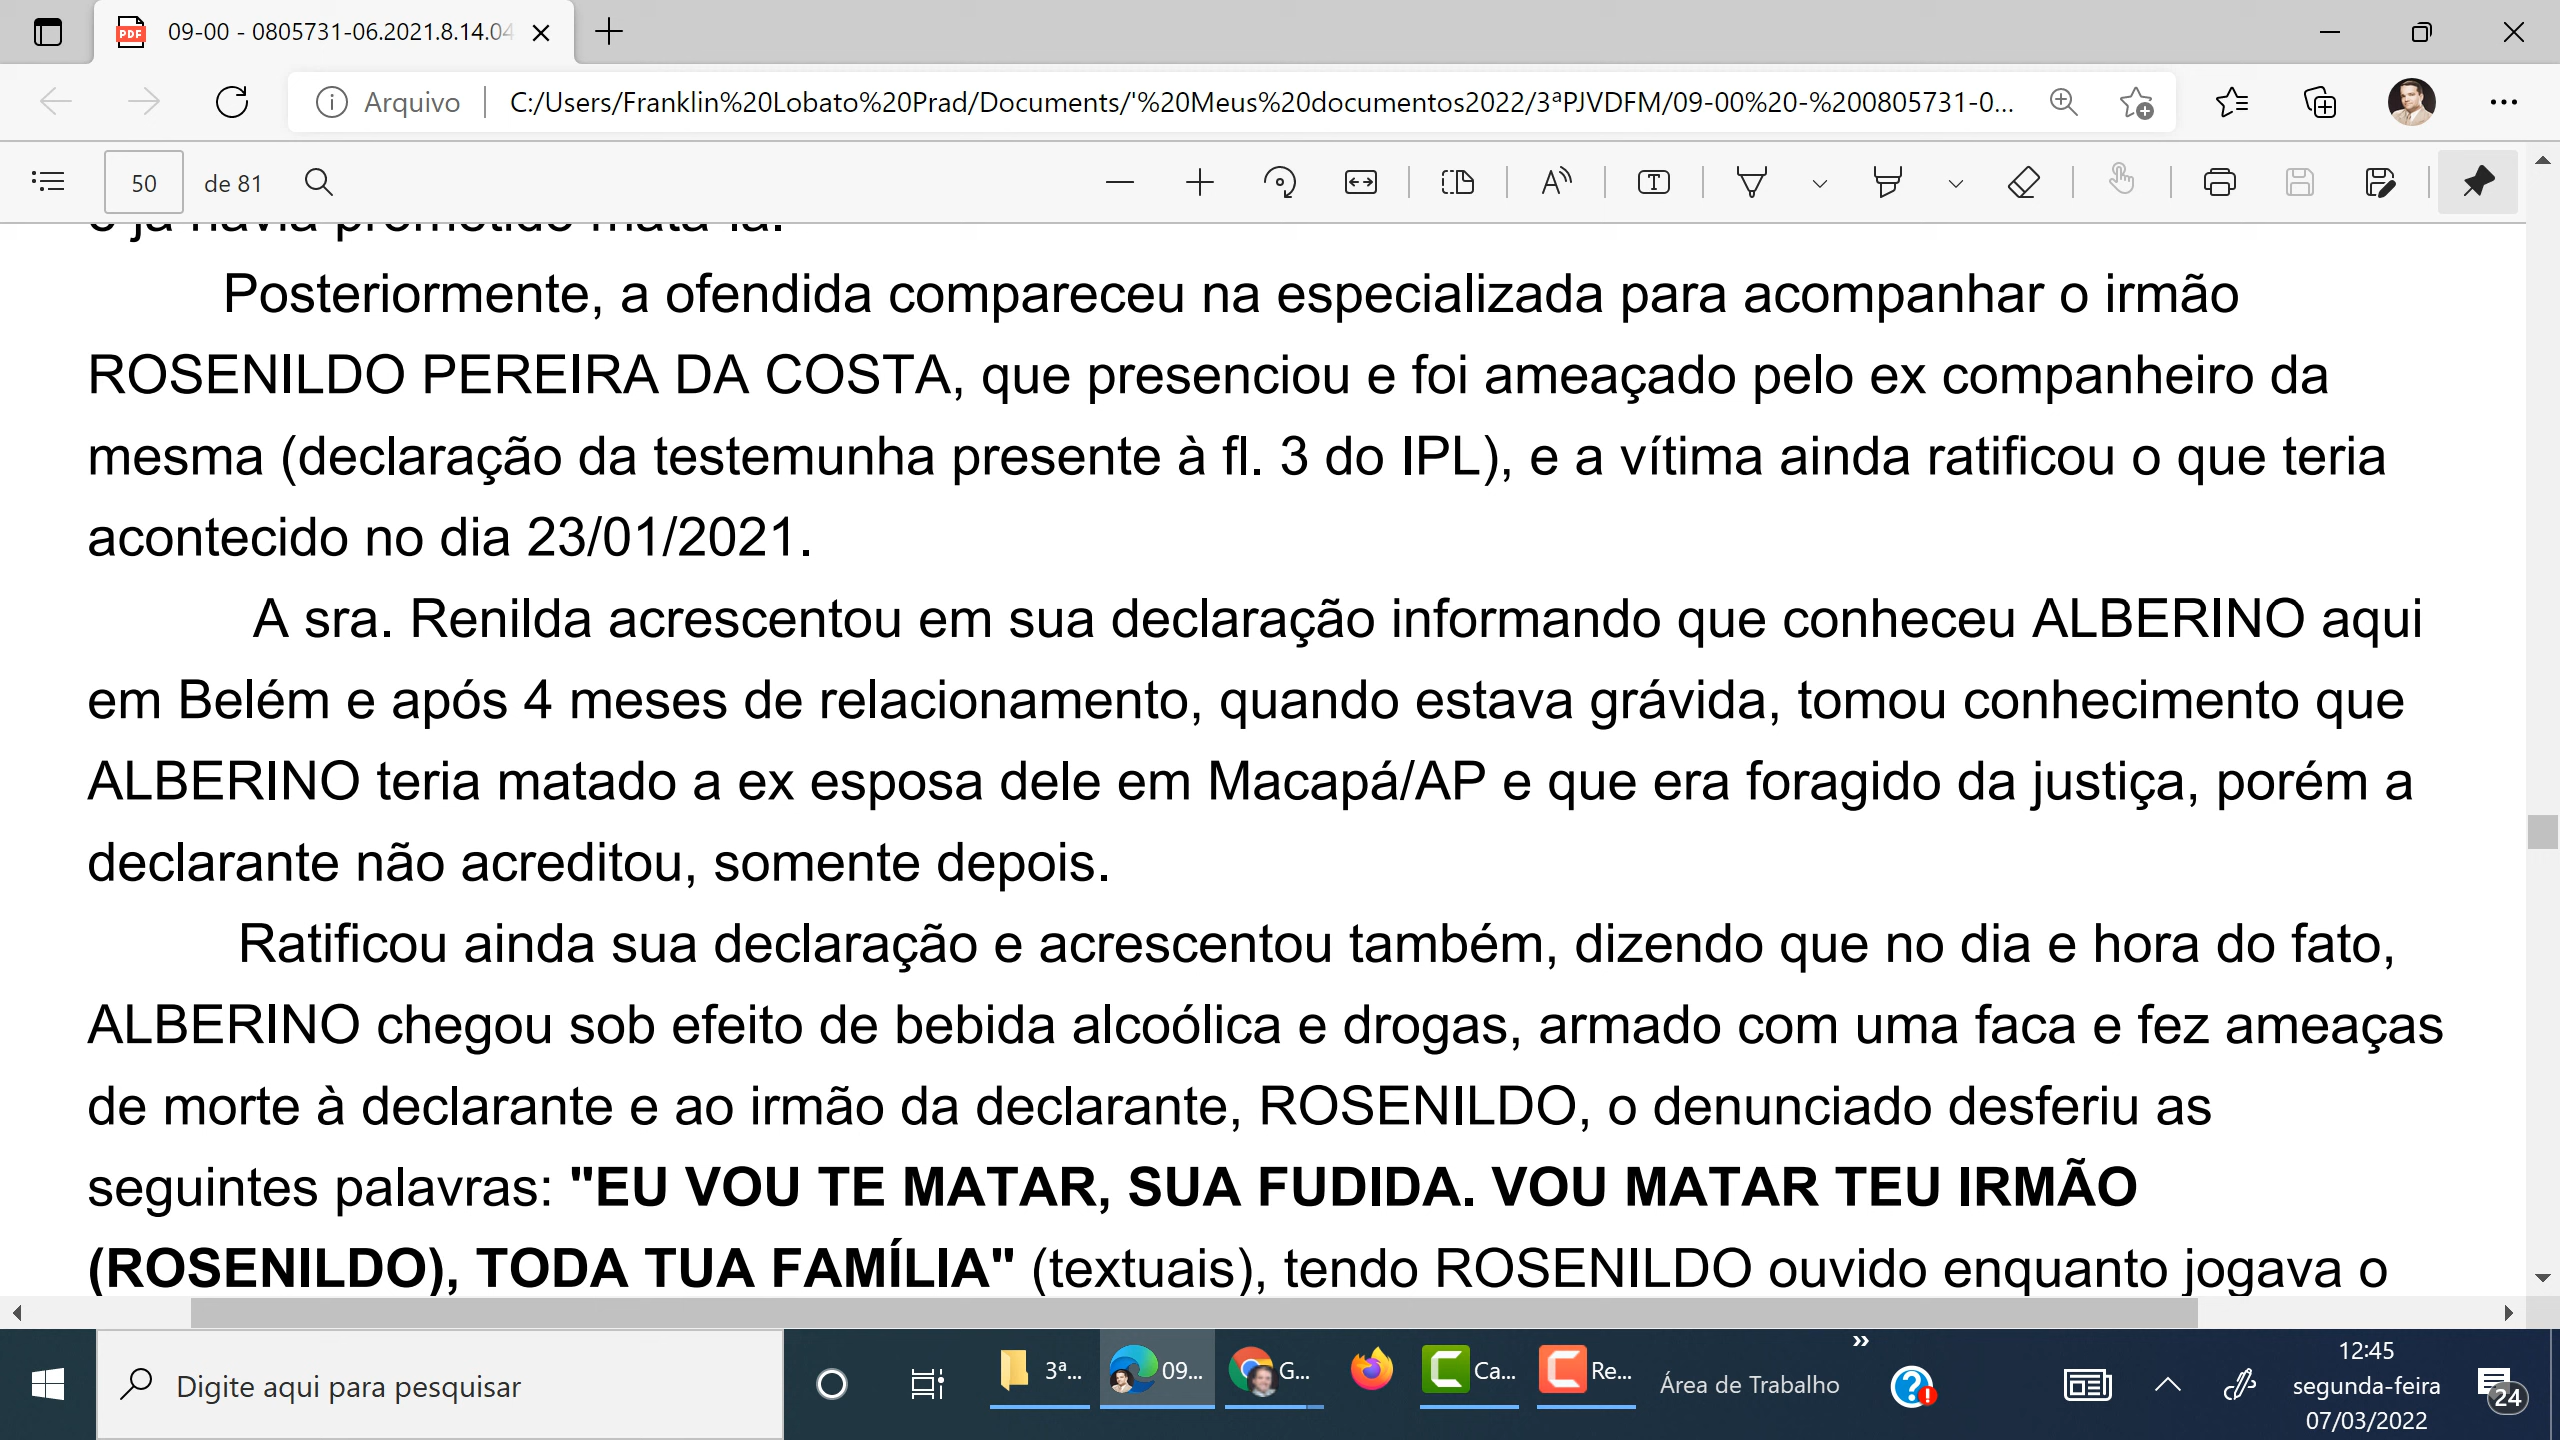 09-00 - 0805731-06.2021.8.14.04
Arquivo
C:/Users/Franklin%20Lobato%20Prad/Documents/'%20Meus%20documentos2022/3ªPJVDFM/09-00%20-%200805731-0...
50 de 81
o já havia prometido matá-la.
Posteriormente, a ofendida compareceu na especializada para acompanhar o irmão
ROSENILDO PEREIRA DA COSTA, que presenciou e foi ameaçado pelo ex companheiro da
mesma (declaração da testemunha presente à fl. 3 do IPL), e a vítima ainda ratificou o que teria
acontecido no dia 23/01/2021.
A sra. Renilda acrescentou em sua declaração informando que conheceu ALBERINO aqui
em Belém e após 4 meses de relacionamento, quando estava grávida, tomou conhecimento que
ALBERINO teria matado a ex esposa dele em Macapá/AP e que era foragido da justiça, porém a
declarante não acreditou, somente depois.
Ratificou ainda sua declaração e acrescentou também, dizendo que no dia e hora do fato,
ALBERINO chegou sob efeito de bebida alcoólica e drogas, armado com uma faca e fez ameaças
de morte à declarante e ao irmão da declarante, ROSENILDO, o denunciado desferiu as
seguintes palavras: "EU VOU TE MATAR, SUA FUDIDA. VOU MATAR TEU IRMÃO
(ROSENILDO), TODA TUA FAMÍLIA" (textuais), tendo ROSENILDO ouvido enquanto jogava o
Digite aqui para pesquisar
3ª...
09...
G...
Ca...
Re...
Área de Trabalho
12:45
segunda-feira
07/03/2022
24